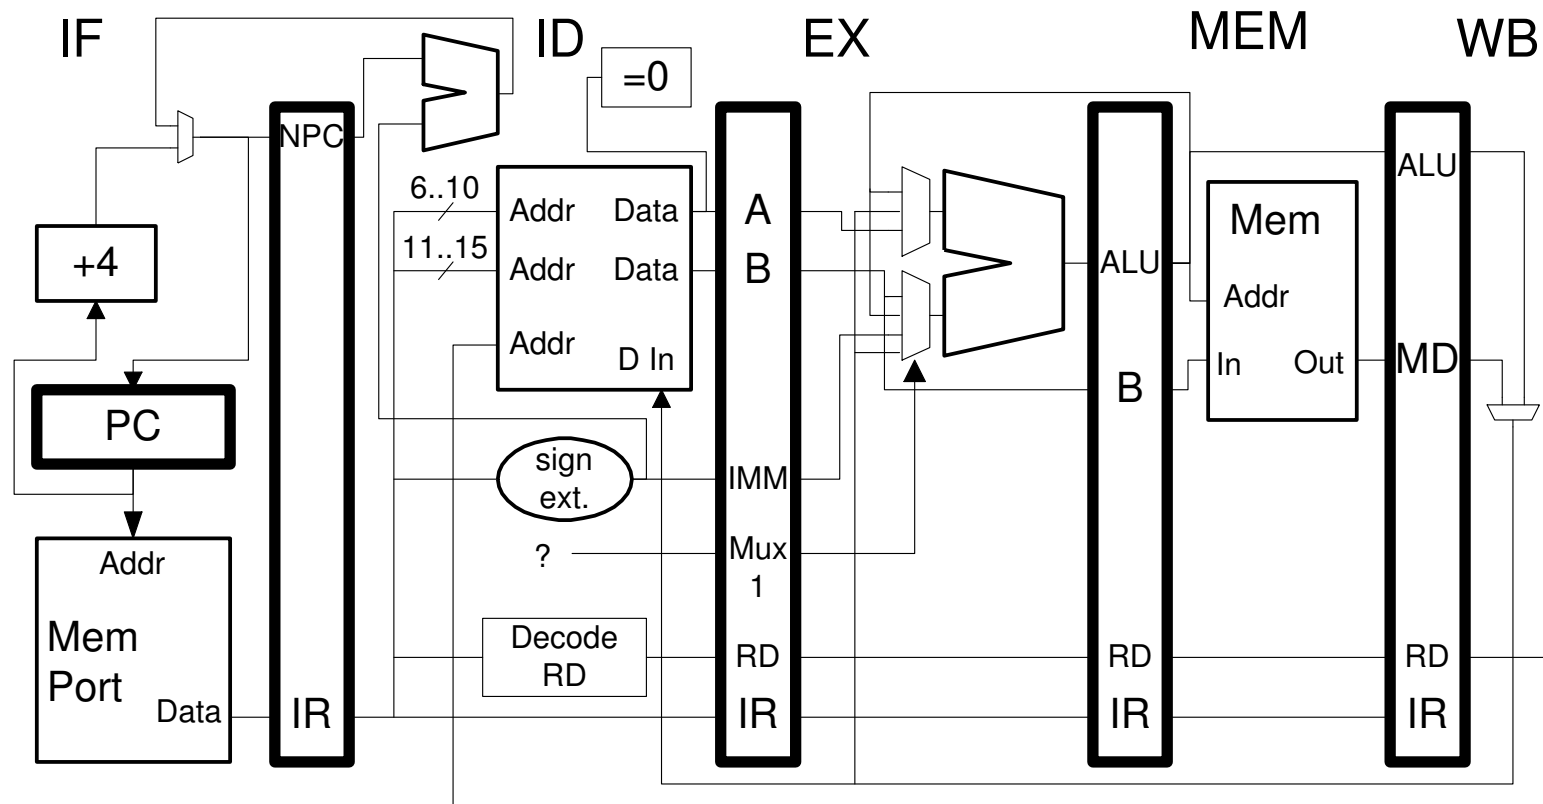 IF
ID
EX
MEM
WB
=0
NPC
+4
PC
Addr
Mem
Port
Data
IR
6..10
11..15
Addr
Data
Addr
Data
Addr
D In
sign
ext.
?
Decode
RD
A
B
IMM
Mux
1
RD
IR
ALU
B
RD
IR
Mem
Addr
In
Out
ALU
MD
RD
IR